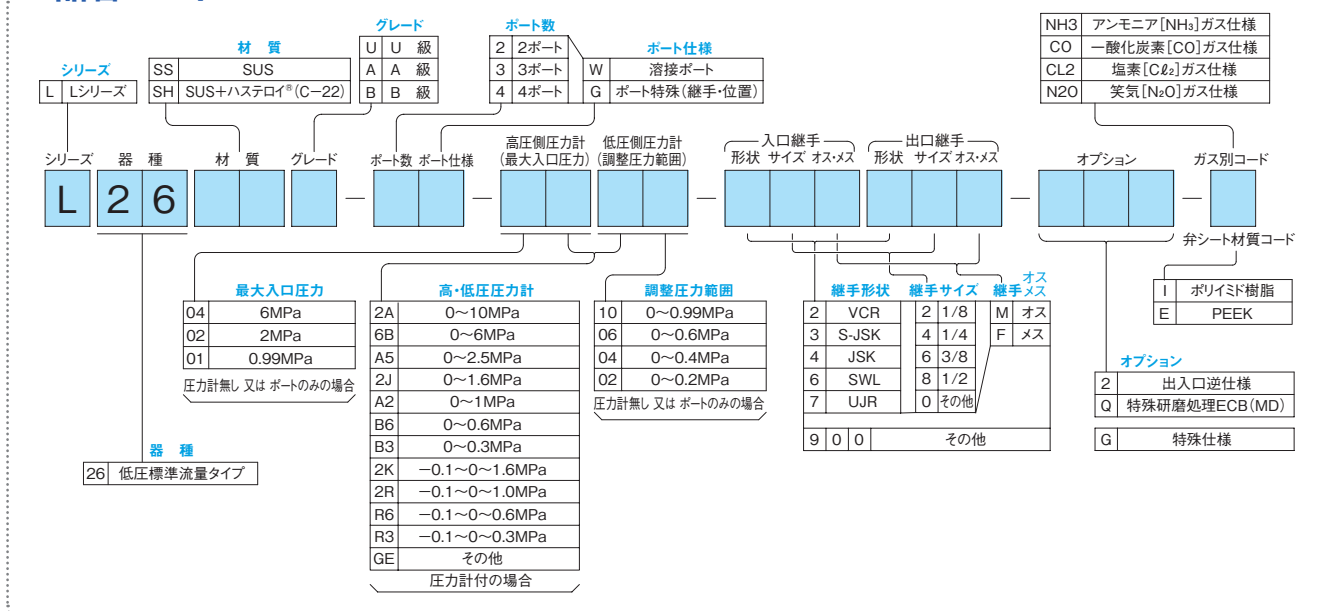 NH3 アンモニア[NH₃]ガス仕様
CO 一酸化炭素[CO]ガス仕様
CL2 塩素[Cℓ₂]ガス仕様
N2O 笑気[N₂O]ガス仕様
シリーズ
L Lシリーズ
材 質
SS SUS
SH SUS+ハステロイ®(C−22)
グレード
U U 級
A A 級
B B 級
ポート数
2 2ポート
3 3ポート
4 4ポート
ポート仕様
W 溶接ポート
G ポート特殊(継手・位置)
シリーズ 器 種 材 質 グレード ポート数 ポート仕様
高圧側圧力計
(最大入口圧力)
低圧側圧力計
(調整圧力範囲)
入口継手
形状 サイズ オス・メス
出口継手
形状 サイズ オス・メス
オプション
ガス別コード
L 2 6 − − − − −
弁シート材質コード
I ポリイミド樹脂
E PEEK
最大入口圧力
04 6MPa
02 2MPa
01 0.99MPa
圧力計無し 又は ポートのみの場合
器 種
26 低圧標準流量タイプ
高・低圧圧力計
2A 0〜10MPa
6B 0〜6MPa
A5 0〜2.5MPa
2J 0〜1.6MPa
A2 0〜1MPa
B6 0〜0.6MPa
B3 0〜0.3MPa
2K −0.1〜0〜1.6MPa
2R −0.1〜0〜1.0MPa
R6 −0.1〜0〜0.6MPa
R3 −0.1〜0〜0.3MPa
GE その他
圧力計付の場合
調整圧力範囲
10 0〜0.99MPa
06 0〜0.6MPa
04 0〜0.4MPa
02 0〜0.2MPa
圧力計無し 又は ポートのみの場合
継手形状
2 VCR
3 S-JSK
4 JSK
6 SWL
7 UJR
継手サイズ
2 1/8
4 1/4
6 3/8
8 1/2
0 その他
継手オスメス
M オス
F メス
9 0 0 その他
オプション
2 出入口逆仕様
Q 特殊研磨処理ECB(MD)
G 特殊仕様